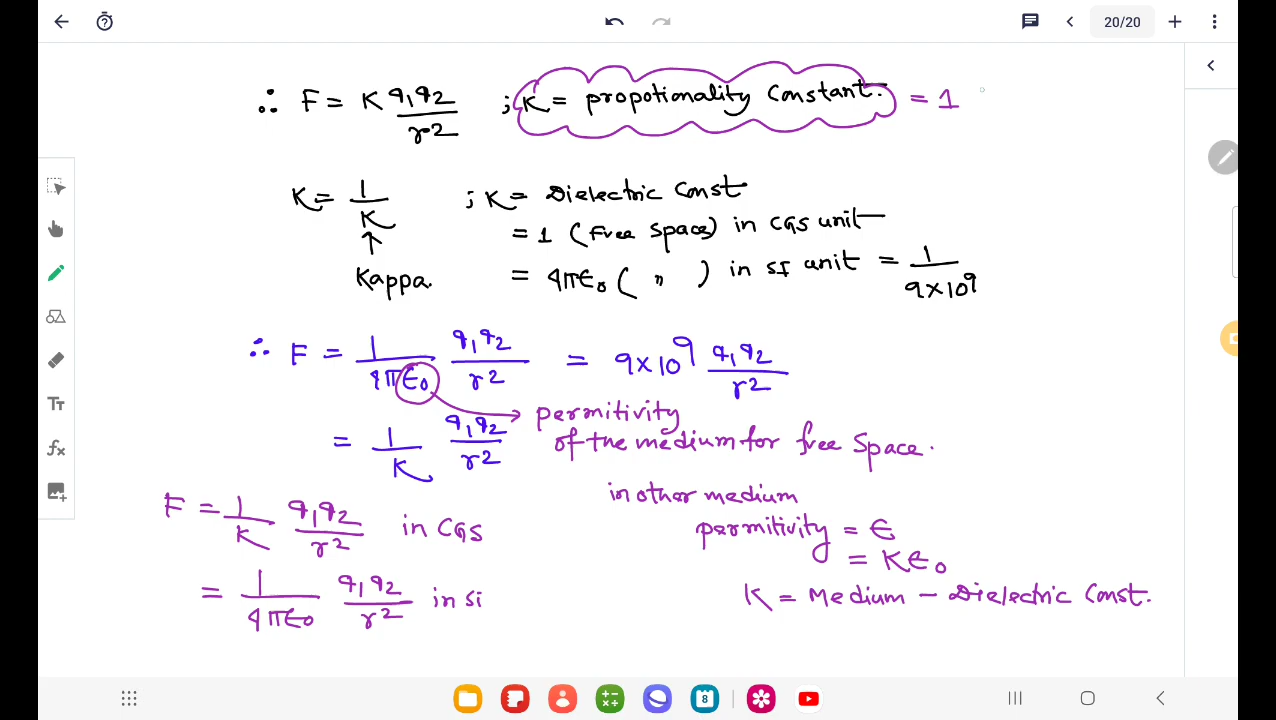 20/20
∴ F = K q₁q₂/r² ; K = propotionality Constant. = 1
K = 1/K ; K = Dielectric Const
↑
Kappa.
= 1 (Free Space) in CGS unit
= 4πϵ₀ ( " ) in SI unit = 1/9×10⁹
∴ F = 1/4πϵ₀ q₁q₂/r² = 9×10⁹ q₁q₂/r²
= 1/K q₁q₂/r²
permitivity
of the medium for free Space.
F = 1/K q₁q₂/r² in CGS
= 1/4πϵ₀ q₁q₂/r² in si
in other medium
permitivity = ϵ
= Kϵ₀
K = Medium – Dielectric Const.
Tt
fx
8